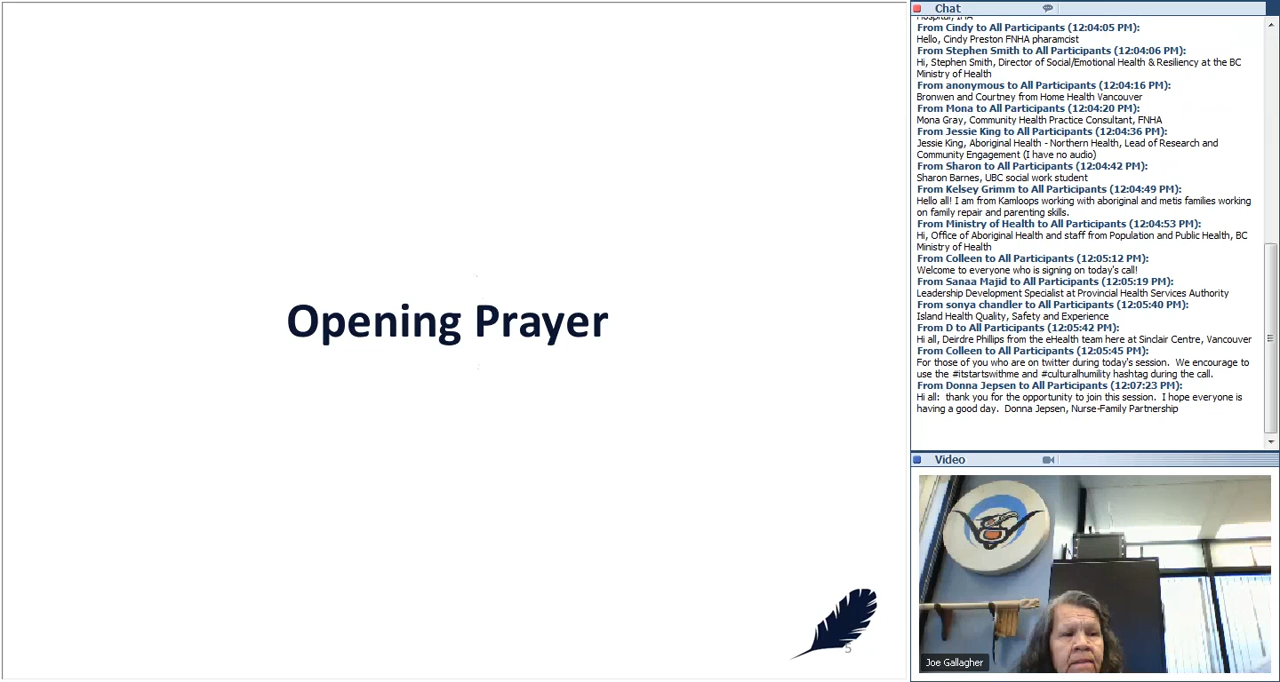 Opening Prayer
5
Chat
Hospital, IHA
From Cindy to All Participants (12:04:05 PM):
Hello, Cindy Preston FNHA pharamcist
From Stephen Smith to All Participants (12:04:06 PM):
Hi, Stephen Smith, Director of Social/Emotional Health & Resiliency at the BC
Ministry of Health
From anonymous to All Participants (12:04:16 PM):
Bronwen and Courtney from Home Health Vancouver
From Mona to All Participants (12:04:20 PM):
Mona Gray, Community Health Practice Consultant, FNHA
From Jessie King to All Participants (12:04:36 PM):
Jessie King, Aboriginal Health - Northern Health, Lead of Research and
Community Engagement (I have no audio)
From Sharon to All Participants (12:04:42 PM):
Sharon Barnes, UBC social work student
From Kelsey Grimm to All Participants (12:04:49 PM):
Hello all! I am from Kamloops working with aboriginal and metis families working
on family repair and parenting skills.
From Ministry of Health to All Participants (12:04:53 PM):
Hi, Office of Aboriginal Health and staff from Population and Public Health, BC
Ministry of Health
From Colleen to All Participants (12:05:12 PM):
Welcome to everyone who is signing on today's call!
From Sanaa Majid to All Participants (12:05:19 PM):
Leadership Development Specialist at Provincial Health Services Authority
From sonya chandler to All Participants (12:05:40 PM):
Island Health Quality, Safety and Experience
From D to All Participants (12:05:42 PM):
Hi all, Deirdre Phillips from the eHealth team here at Sinclair Centre, Vancouver
From Colleen to All Participants (12:05:45 PM):
For those of you who are on twitter during today's session.  We encourage to
use the #itstartswithme and #culturalhumility hashtag during the call.
From Donna Jepsen to All Participants (12:07:23 PM):
Hi all:  thank you for the opportunity to join this session.  I hope everyone is
having a good day.  Donna Jepsen, Nurse-Family Partnership
Video
Joe Gallagher